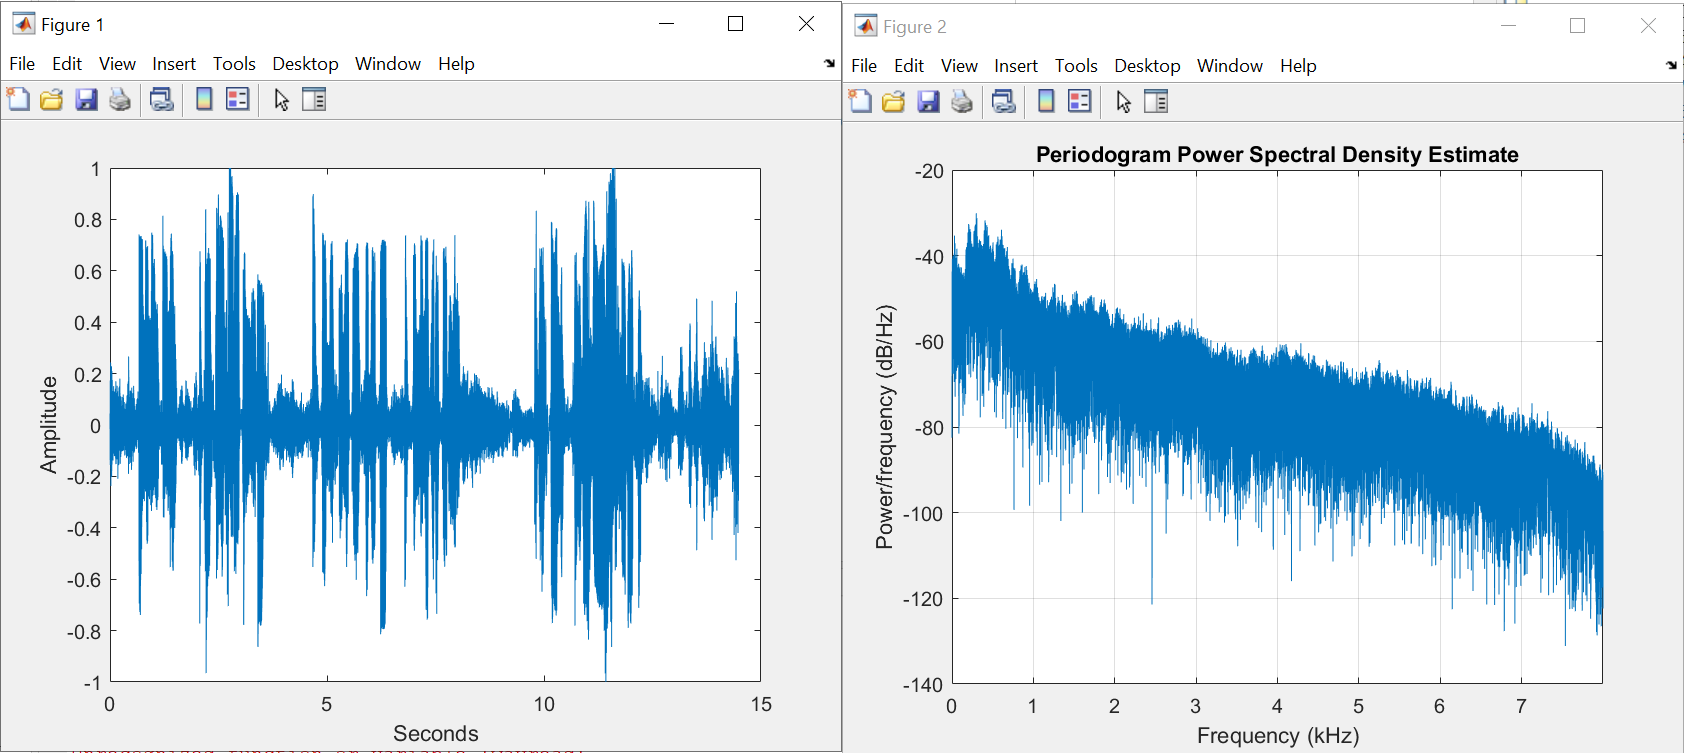 Figure 1
File Edit View Insert Tools Desktop Window Help
1
0.8
0.6
0.4
0.2
0
-0.2
-0.4
-0.6
-0.8
-1
Amplitude
0 5 10 15
Seconds
Figure 2
File Edit View Insert Tools Desktop Window Help
Periodogram Power Spectral Density Estimate
-20
-40
-60
-80
-100
-120
-140
Power/frequency (dB/Hz)
0 1 2 3 4 5 6 7
Frequency (kHz)